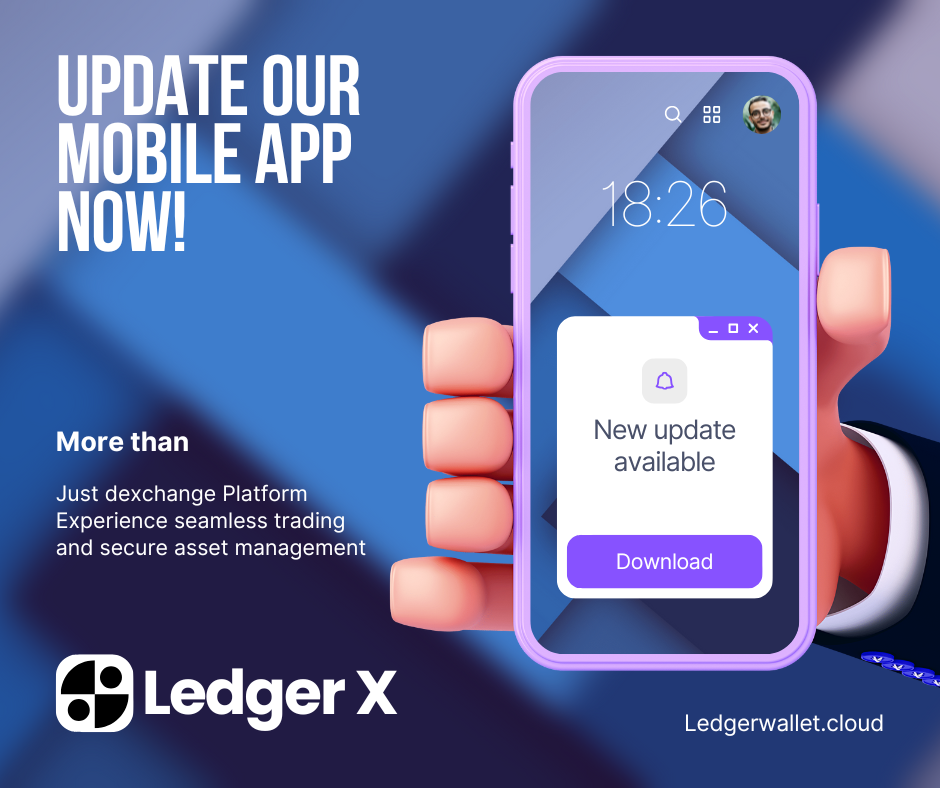 UPDATE OUR
MOBILE APP
NOW!
18:26
New update
available
Download
More than
Just dexchange Platform
Experience seamless trading
and secure asset management
Ledger X
Ledgerwallet.cloud